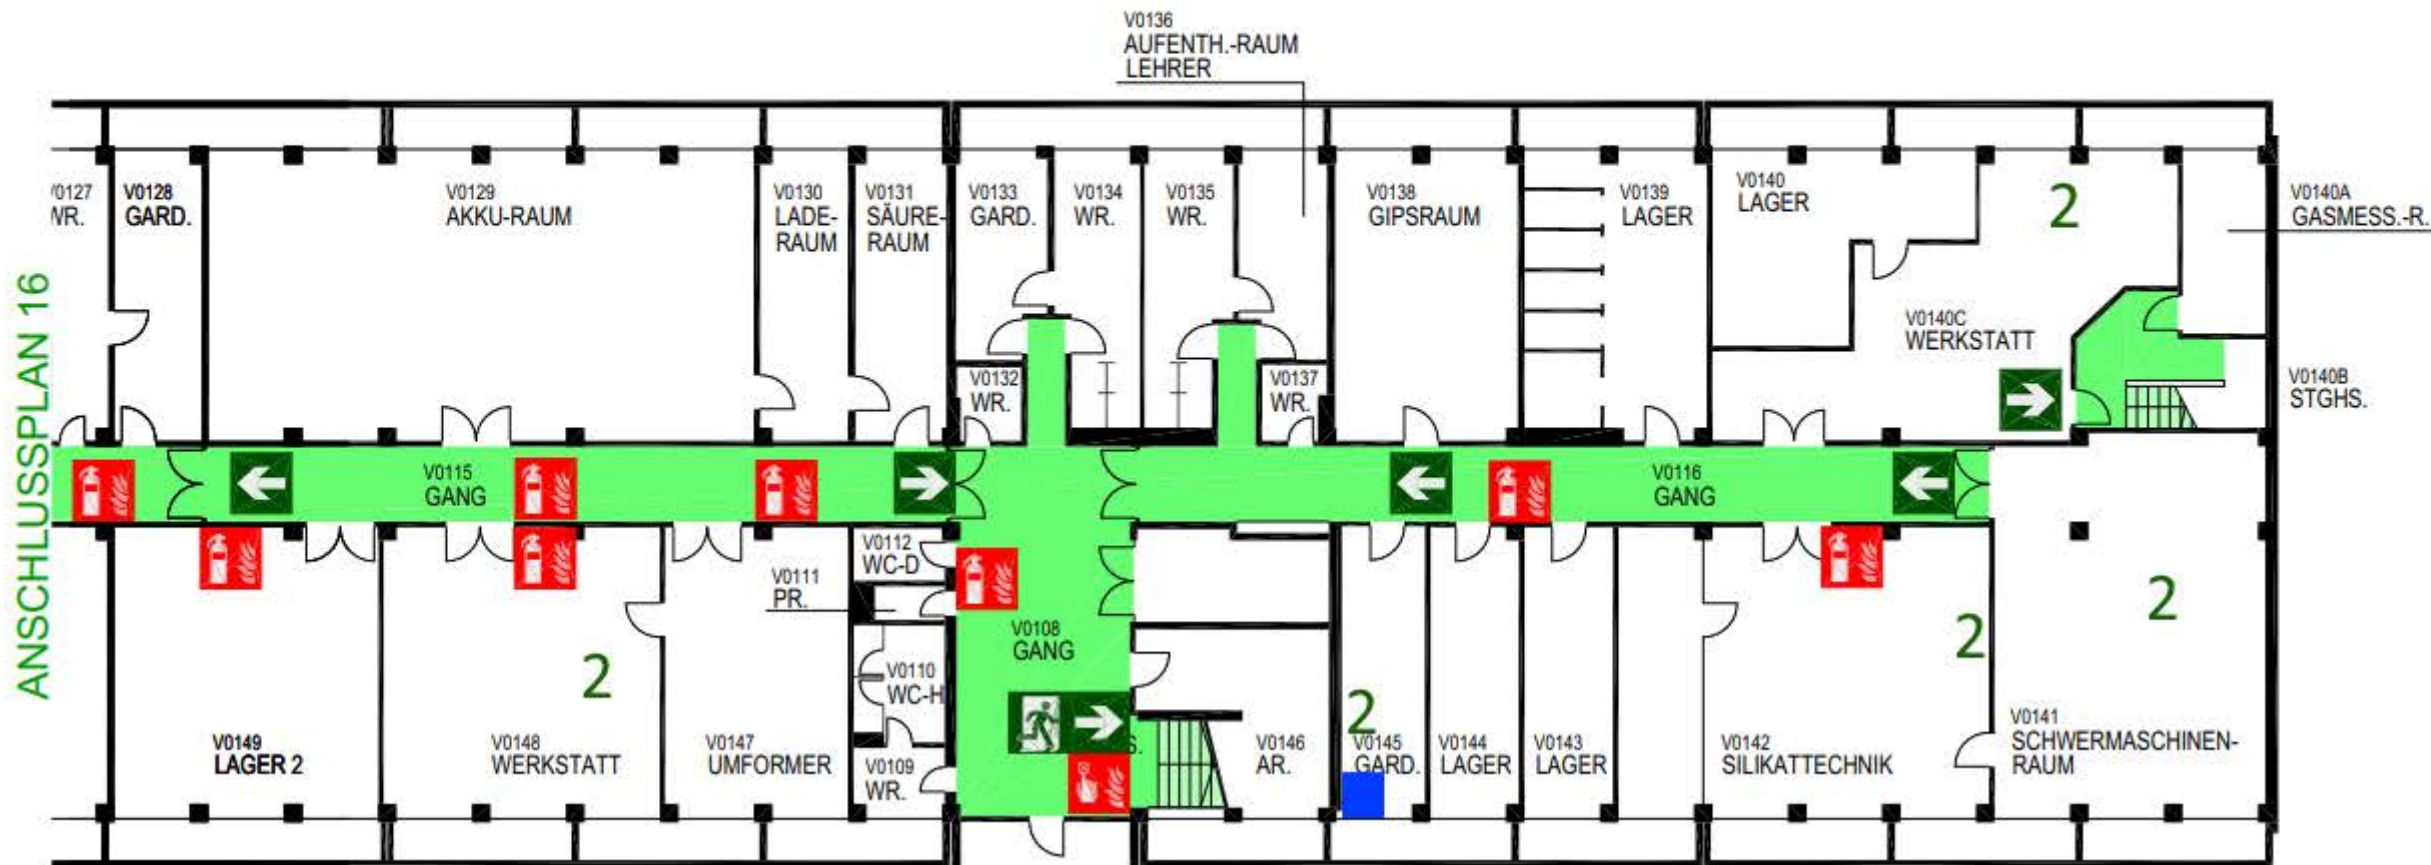 V0136
AUFENTH.-RAUM
LEHRER
V0127
WR.
V0128
GARD.
V0129
AKKU-RAUM
V0130
LADE-
RAUM
V0131
SÄURE-
RAUM
V0133
GARD.
V0134
WR.
V0135
WR.
V0138
GIPSRAUM
V0139
LAGER
V0140
LAGER
2
V0140A
GASMESS.-R.
V0132
WR.
V0137
WR.
V0140C
WERKSTATT
V0140B
STGHS.
ANSCHLUSSPLAN 16
V0115
GANG
V0116
GANG
V0112
WC-D
V0111
PR.
V0108
GANG
V0110
WC-H
2
2
2
2
V0149
LAGER 2
V0148
WERKSTATT
V0147
UMFORMER
V0109
WR.
S.
V0146
AR.
V0145
GARD.
V0144
LAGER
V0143
LAGER
V0142
SILIKATTECHNIK
V0141
SCHWERMASCHINEN-
RAUM